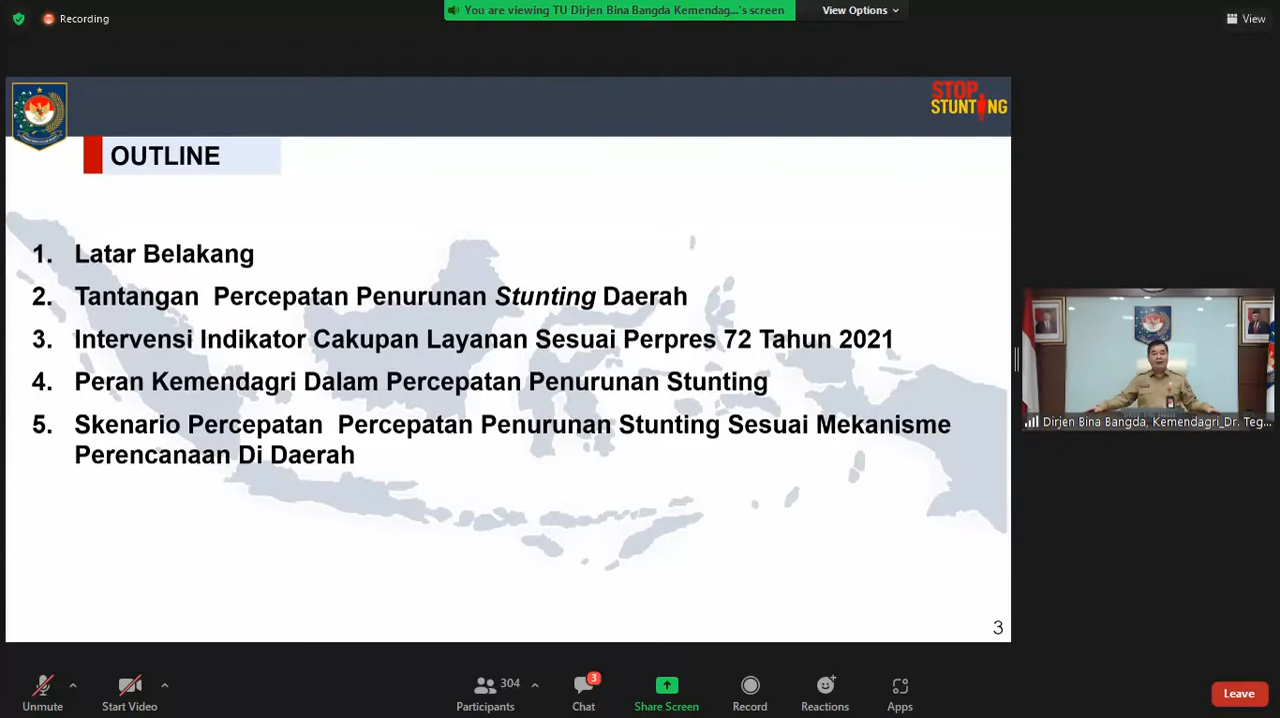 Recording
You are viewing TU Dirjen Bina Bangda Kemendag...'s screen
View Options
View
STOP
STUNTING
OUTLINE
1. Latar Belakang
2. Tantangan Percepatan Penurunan Stunting Daerah
3. Intervensi Indikator Cakupan Layanan Sesuai Perpres 72 Tahun 2021
4. Peran Kemendagri Dalam Percepatan Penurunan Stunting
5. Skenario Percepatan Percepatan Penurunan Stunting Sesuai Mekanisme
Perencanaan Di Daerah
3
Dirjen Bina Bangda, Kemendagri_Dr. Teg...
Unmute
Start Video
304
Participants
3
Chat
Share Screen
Record
Reactions
Apps
Leave